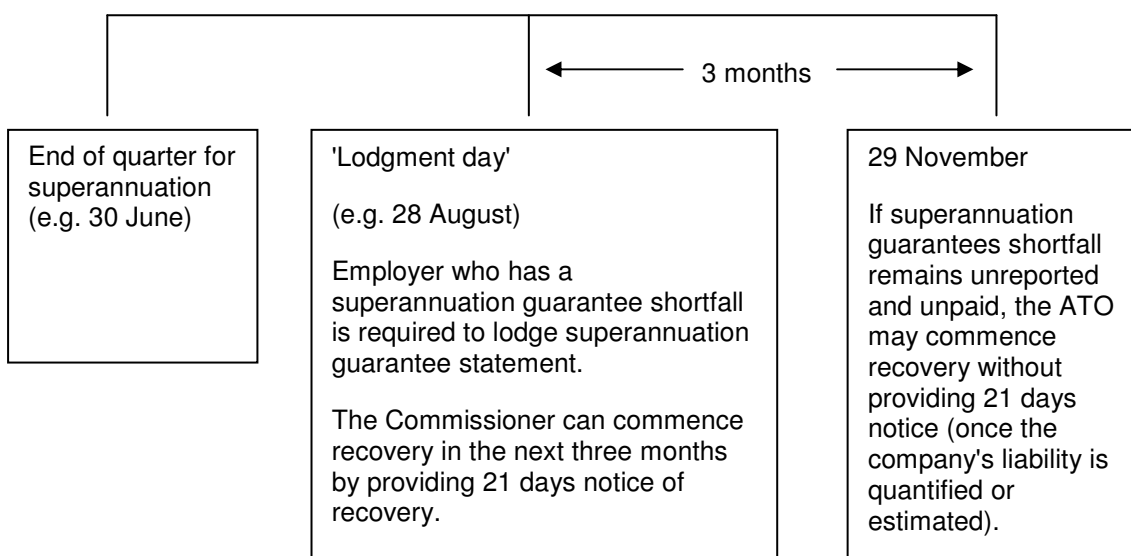 3 months
End of quarter for
superannuation
(e.g. 30 June)
'Lodgment day'
(e.g. 28 August)
Employer who has a
superannuation guarantee shortfall
is required to lodge superannuation
guarantee statement.
The Commissioner can commence
recovery in the next three months
by providing 21 days notice of
recovery.
29 November
If superannuation
guarantees shortfall
remains unreported
and unpaid, the ATO
may commence
recovery without
providing 21 days
notice (once the
company's liability is
quantified or
estimated).